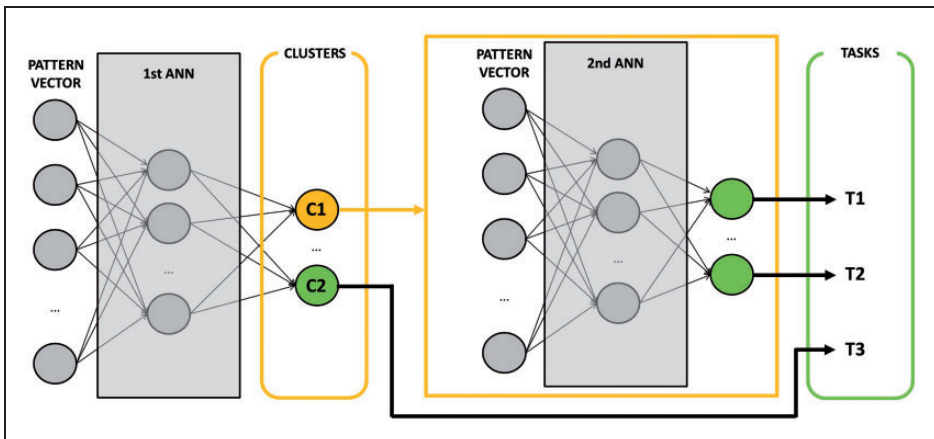 PATTERN
VECTOR
1st ANN
CLUSTERS
C1
...
C2
...
...
PATTERN
VECTOR
2nd ANN
...
...
...
TASKS
T1
T2
T3